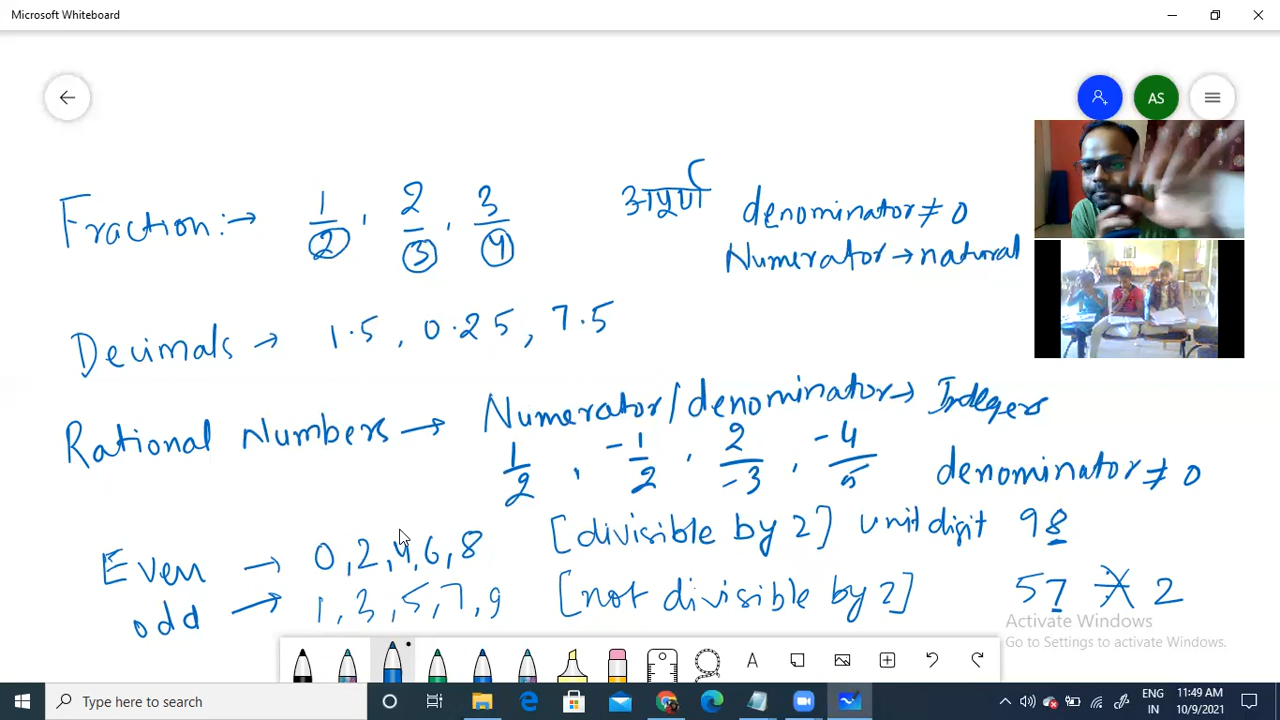 Microsoft Whiteboard
AS
Fraction:→ 1/2, 2/3, 3/4
denominator ≠ 0
Numerator → natural
Decimals → 1.5, 0.25, 7.5
Rational Numbers → Numerator/denominator → Integers
1/2, -1/2, 2/-3, -4/5 denominator ≠ 0
Even → 0,2,4,6,8 [divisible by 2] unit digit 98
odd → 1,3,5,7,9 [not divisible by 2] 57 ÷ 2
Activate Windows
Go to Settings to activate Windows.
A
Type here to search
ENG
IN
11:49 AM
10/9/2021